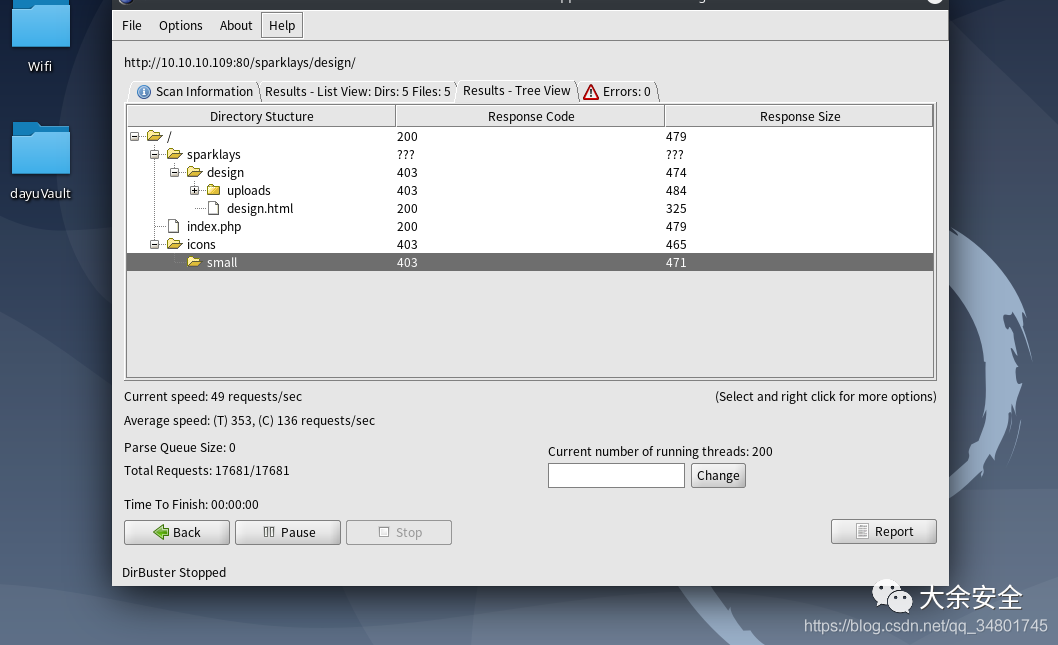 File Options About Help
Wifi
http://10.10.10.109:80/sparklays/design/
Scan Information Results - List View: Dirs: 5 Files: 5 Results - Tree View Errors: 0
Directory Stucture Response Code Response Size
/ 200 479
sparklays ??? ???
design 403 474
uploads 403 484
dayuVault
design.html 200 325
index.php 200 479
icons 403 465
small 403 471
Current speed: 49 requests/sec (Select and right click for more options)
Average speed: (T) 353, (C) 136 requests/sec
Parse Queue Size: 0
Current number of running threads: 200
Total Requests: 17681/17681
Change
Time To Finish: 00:00:00
Back Pause Stop Report
DirBuster Stopped
大余安全
https://blog.csdn.net/qq_34801745